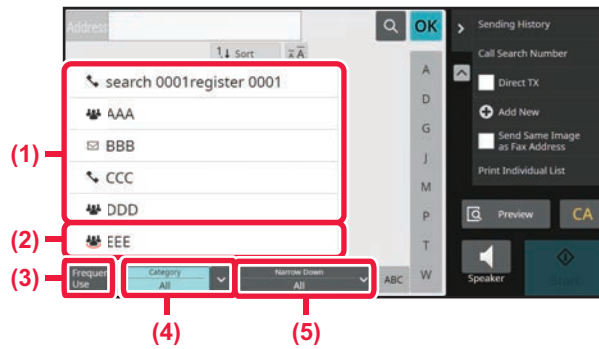 Address
OK
Sort
A
search 0001register 0001
AAA
BBB
CCC
DDD
EEE
(1)
(2)
(3)
(4)
(5)
Frequen
Use
Category
All
Narrow Down
All
ABC
A
D
G
J
M
P
T
W
Sending History
Call Search Number
Direct TX
Add New
Send Same Image
as Fax Address
Print Individual List
Preview
CA
Speaker
Start